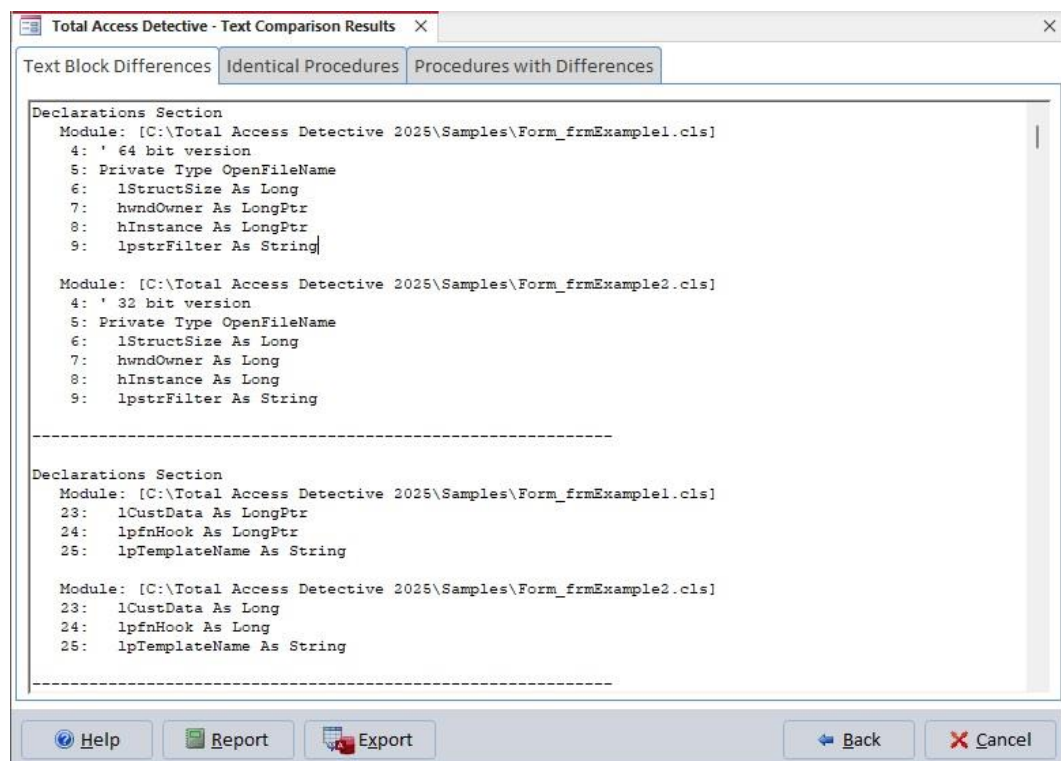 Total Access Detective - Text Comparison Results
Text Block Differences Identical Procedures Procedures with Differences
Declarations Section
Module: [C:\Total Access Detective 2025\Samples\Form_frmExample1.cls]
4: ' 64 bit version
5: Private Type OpenFileName
6: lStructSize As Long
7: hwndOwner As LongPtr
8: hInstance As LongPtr
9: lpstrFilter As String
Module: [C:\Total Access Detective 2025\Samples\Form_frmExample2.cls]
4: ' 32 bit version
5: Private Type OpenFileName
6: lStructSize As Long
7: hwndOwner As Long
8: hInstance As Long
9: lpstrFilter As String
-------------------------------------------------------------
Declarations Section
Module: [C:\Total Access Detective 2025\Samples\Form_frmExample1.cls]
23: lCustData As LongPtr
24: lpfnHook As LongPtr
25: lpTemplateName As String
Module: [C:\Total Access Detective 2025\Samples\Form_frmExample2.cls]
23: lCustData As Long
24: lpfnHook As Long
25: lpTemplateName As String
-------------------------------------------------------------
Help Report Export Back Cancel